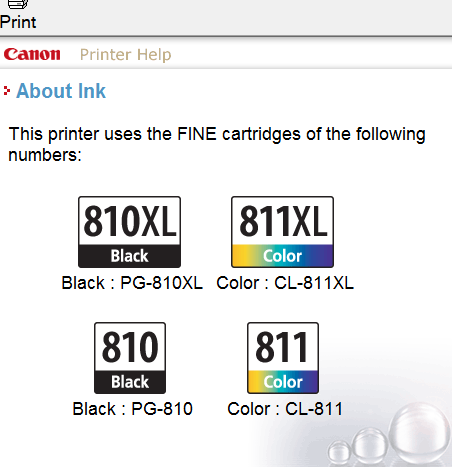 Print
Canon Printer Help
About Ink
This printer uses the FINE cartridges of the following
numbers:
810XL 811XL
Black Color
Black : PG-810XL Color : CL-811XL
810 811
Black Color
Black : PG-810 Color : CL-811